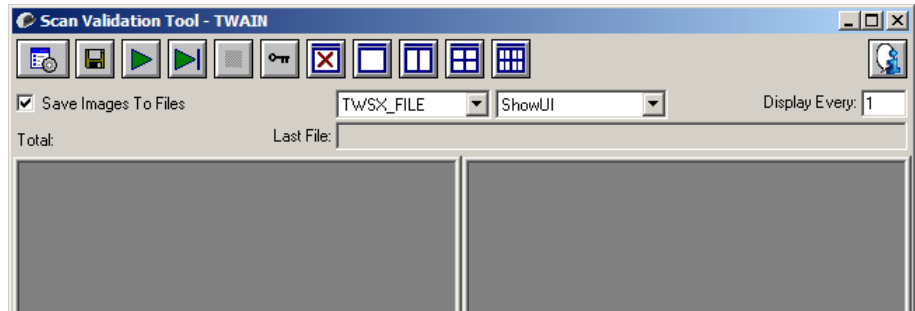 Scan Validation Tool - TWAIN
Save Images To Files TWSX_FILE ShowUI Display Every: 1
Total: Last File: